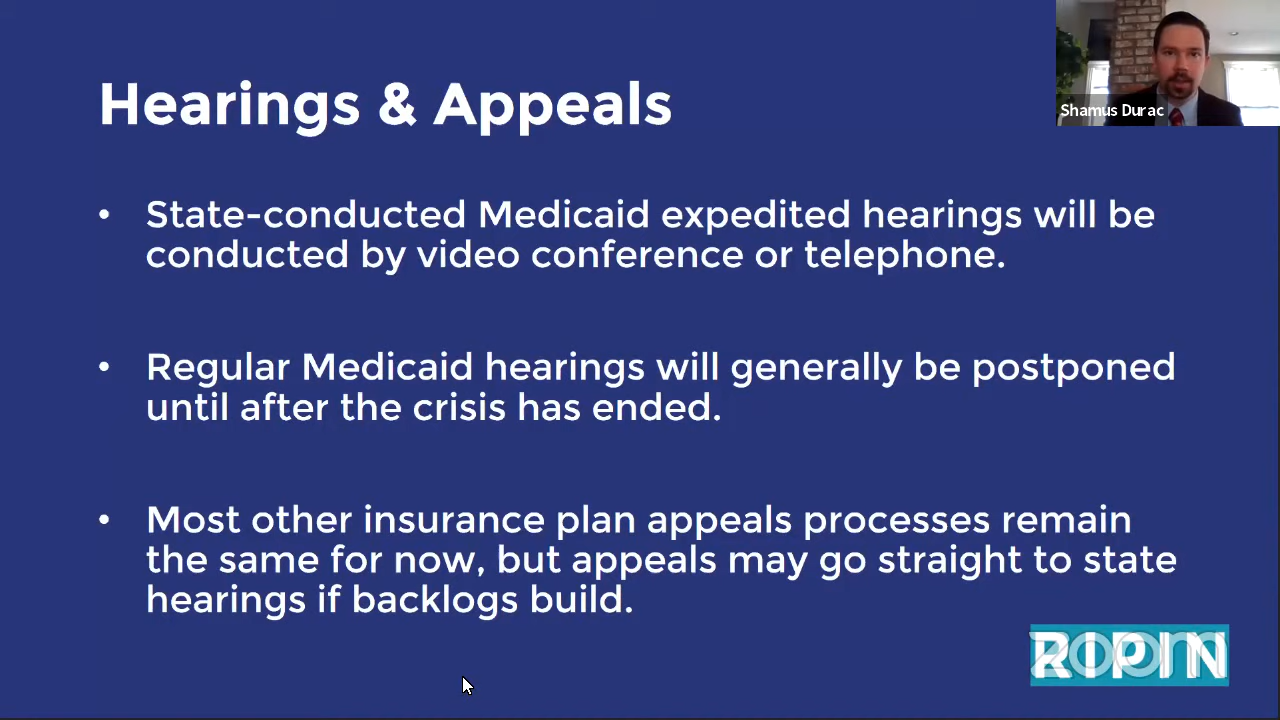 Hearings & Appeals
Shamus Durac
• State-conducted Medicaid expedited hearings will be
conducted by video conference or telephone.
• Regular Medicaid hearings will generally be postponed
until after the crisis has ended.
• Most other insurance plan appeals processes remain
the same for now, but appeals may go straight to state
hearings if backlogs build.
RIPIN
zoom